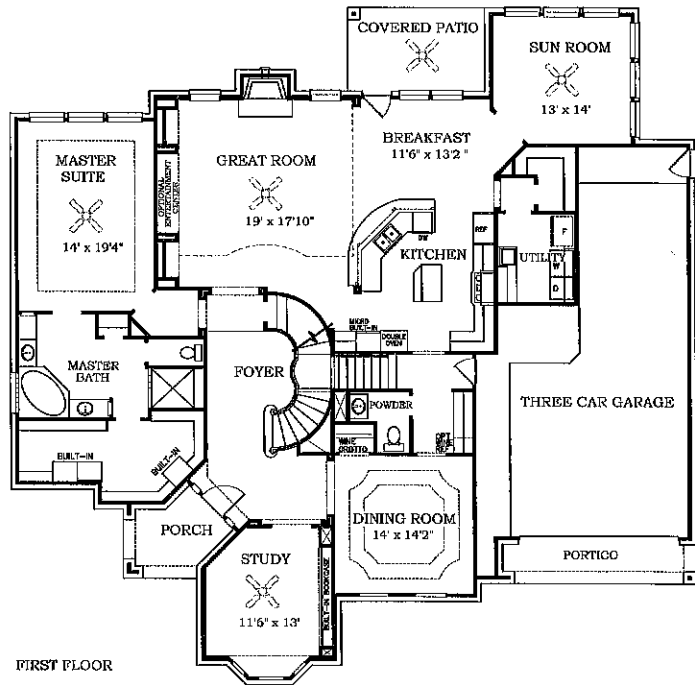 COVERED PATIO
SUN ROOM
13' x 14'
BREAKFAST
11'6" x 13'2"
MASTER
SUITE
14' x 19'4"
OPTIONAL
ENTERTAINMENT
CENTER
GREAT ROOM
19' x 17'10"
DW
REF
KITCHEN
UTILITY
F
W
D
MICRO
BUILT-IN
DOUBLE
OVEN
MASTER
BATH
FOYER
POWDER
THREE CAR GARAGE
WINE
GROTTO
BUILT-IN
BUILT-IN
PORCH
DINING ROOM
14' x 14'2"
STUDY
11'6" x 13'
BUILT-IN BOOKCASE
PORTICO
FIRST FLOOR